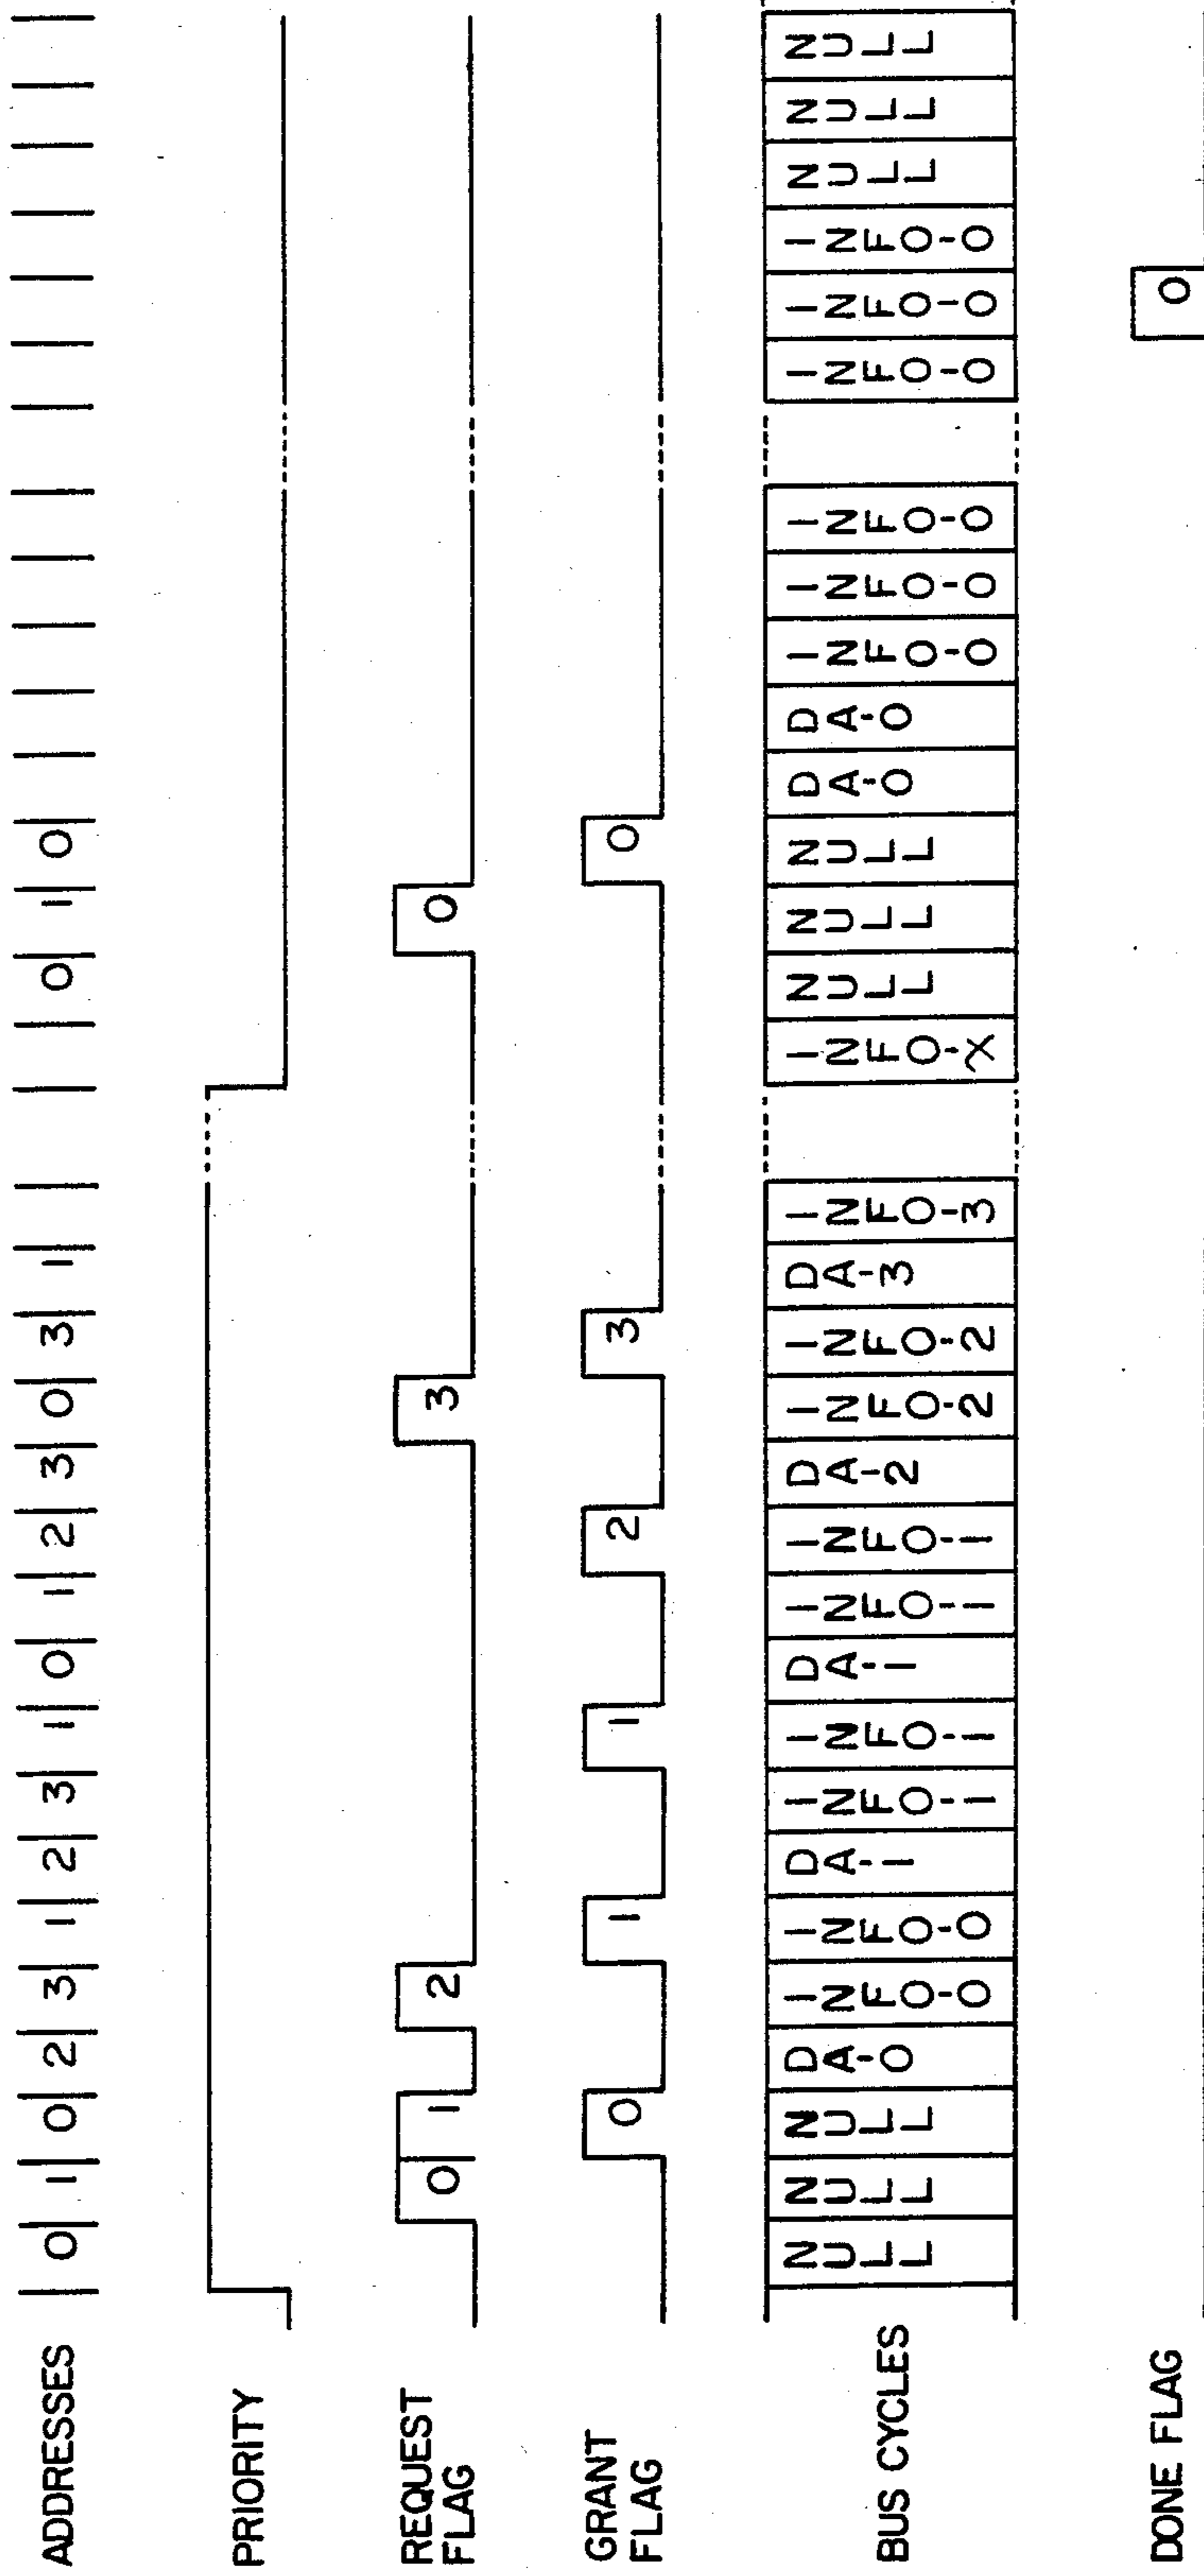 ADDRESSES 0 1 0 2 3 1 2 3 1 0 1 2 3 0 3 1 0 1 0
PRIORITY
REQUEST
FLAG 0 1 2 3 0
GRANT
FLAG 0 1 1 2 3 0
BUS CYCLES NULL NULL NULL DA-0 INFO-0 INFO-0 DA-1 INFO-1 INFO-1 DA-1 INFO-1 INFO-1 DA-2 INFO-2 INFO-2 DA-3 INFO-3 INFO-X NULL NULL NULL DA-0 DA-0 INFO-0 INFO-0 INFO-0 INFO-0 INFO-0 INFO-0 NULL NULL NULL
DONE FLAG 0